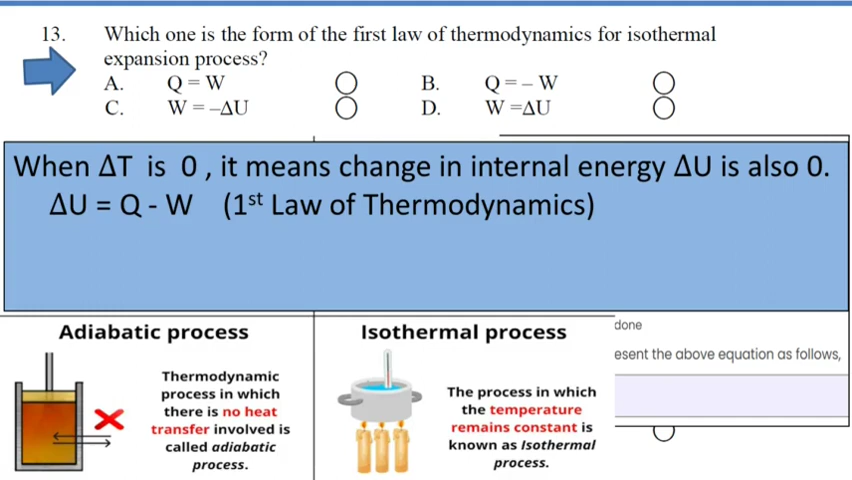 13. Which one is the form of the first law of thermodynamics for isothermal
expansion process?
A. Q = W B. Q = – W
C. W = –ΔU D. W =ΔU
When ΔT is 0 , it means change in internal energy ΔU is also 0.
ΔU = Q - W (1st Law of Thermodynamics)
Adiabatic process
Thermodynamic
process in which
there is no heat
transfer involved is
called adiabatic
process.
Isothermal process
The process in which
the temperature
remains constant is
known as Isothermal
process.
done
esent the above equation as follows,